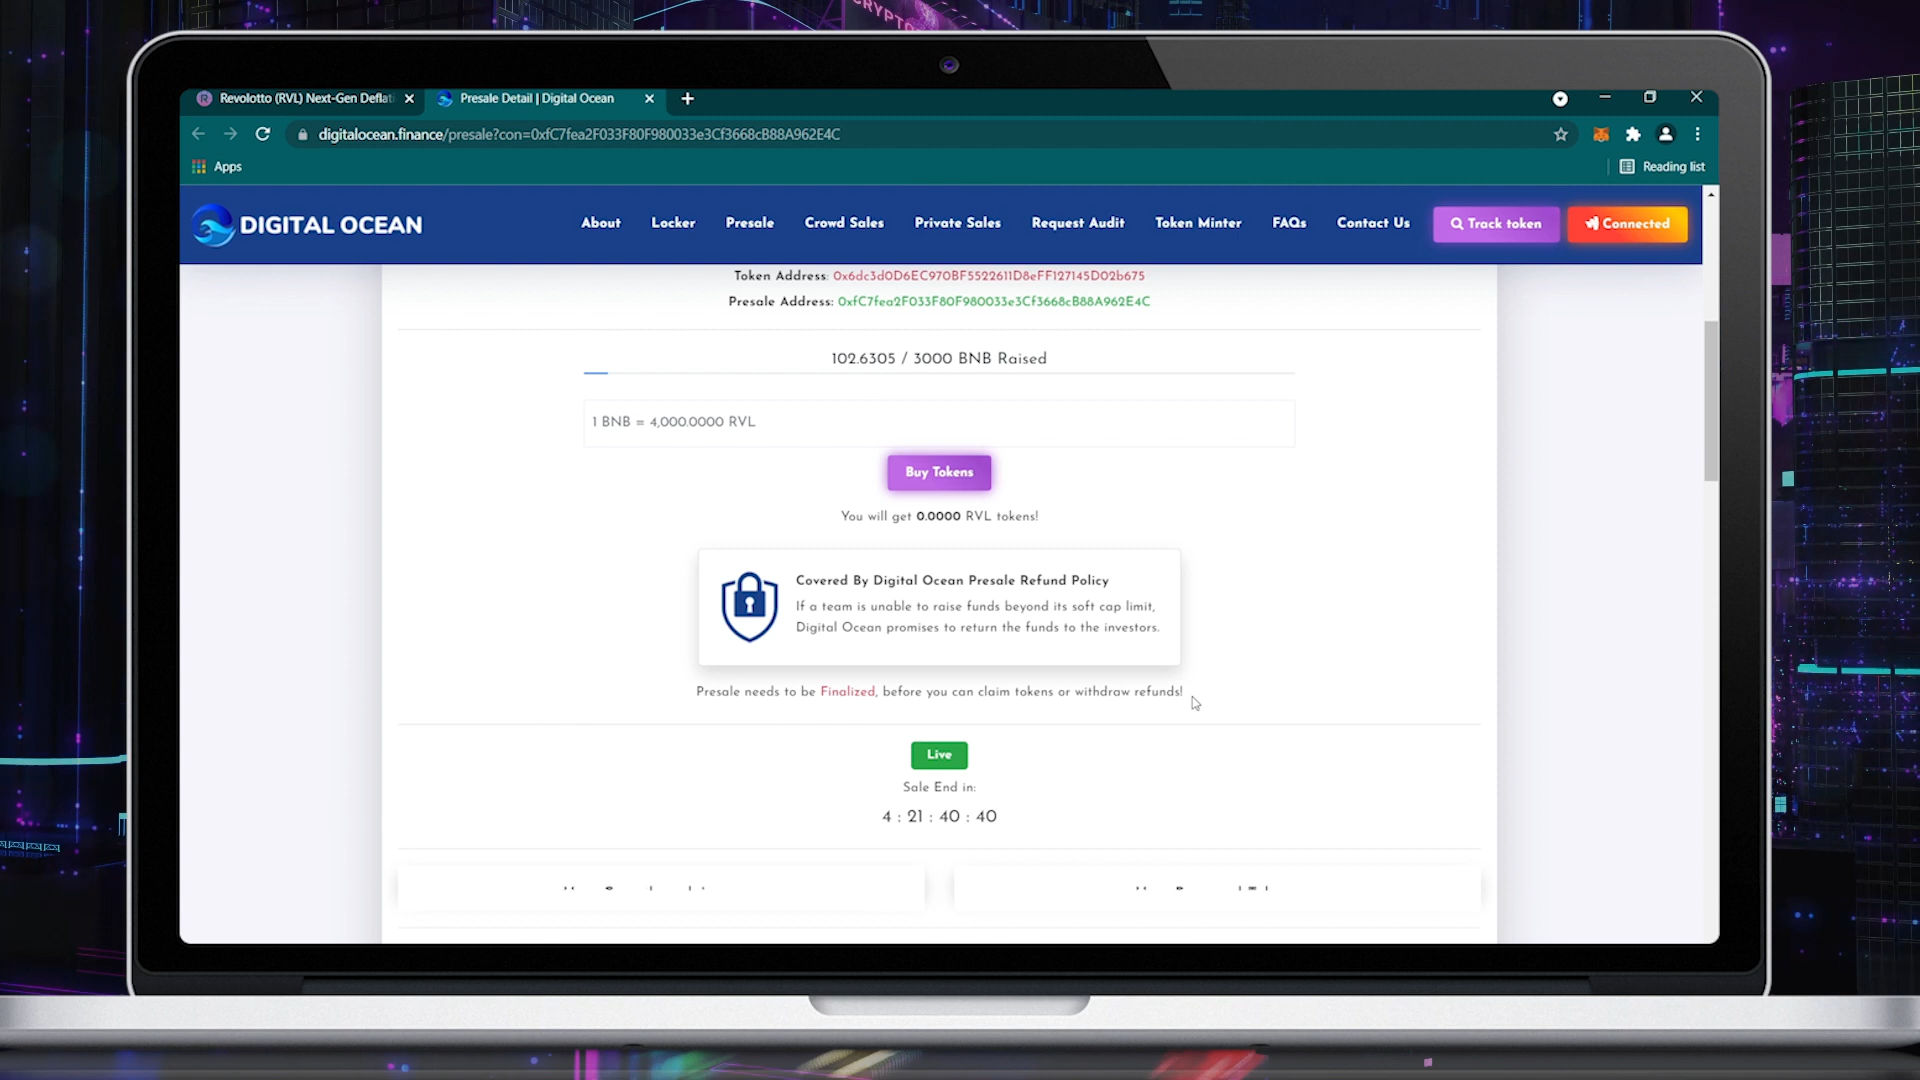 CRYPTO
Revolotto (RVL) Next-Gen Deflati
Presale Detail | Digital Ocean
digitalocean.finance/presale?con=0xfC7fea2F033F80F980033e3Cf3668cB88A962E4C
Apps
Reading list
DIGITAL OCEAN
About
Locker
Presale
Crowd Sales
Private Sales
Request Audit
Token Minter
FAQs
Contact Us
Track token
Connected
Token Address: 0x6dc3d0D6EC970BF5522611D8eFF127145D02b675
Presale Address: 0xfC7fea2F033F80F980033e3Cf3668cB88A962E4C
102.6305 / 3000 BNB Raised
1 BNB = 4,000.0000 RVL
Buy Tokens
You will get 0.0000 RVL tokens!
Covered By Digital Ocean Presale Refund Policy
If a team is unable to raise funds beyond its soft cap limit,
Digital Ocean promises to return the funds to the investors.
Presale needs to be Finalized, before you can claim tokens or withdraw refunds!
Live
Sale End in:
4 : 21 : 40 : 40